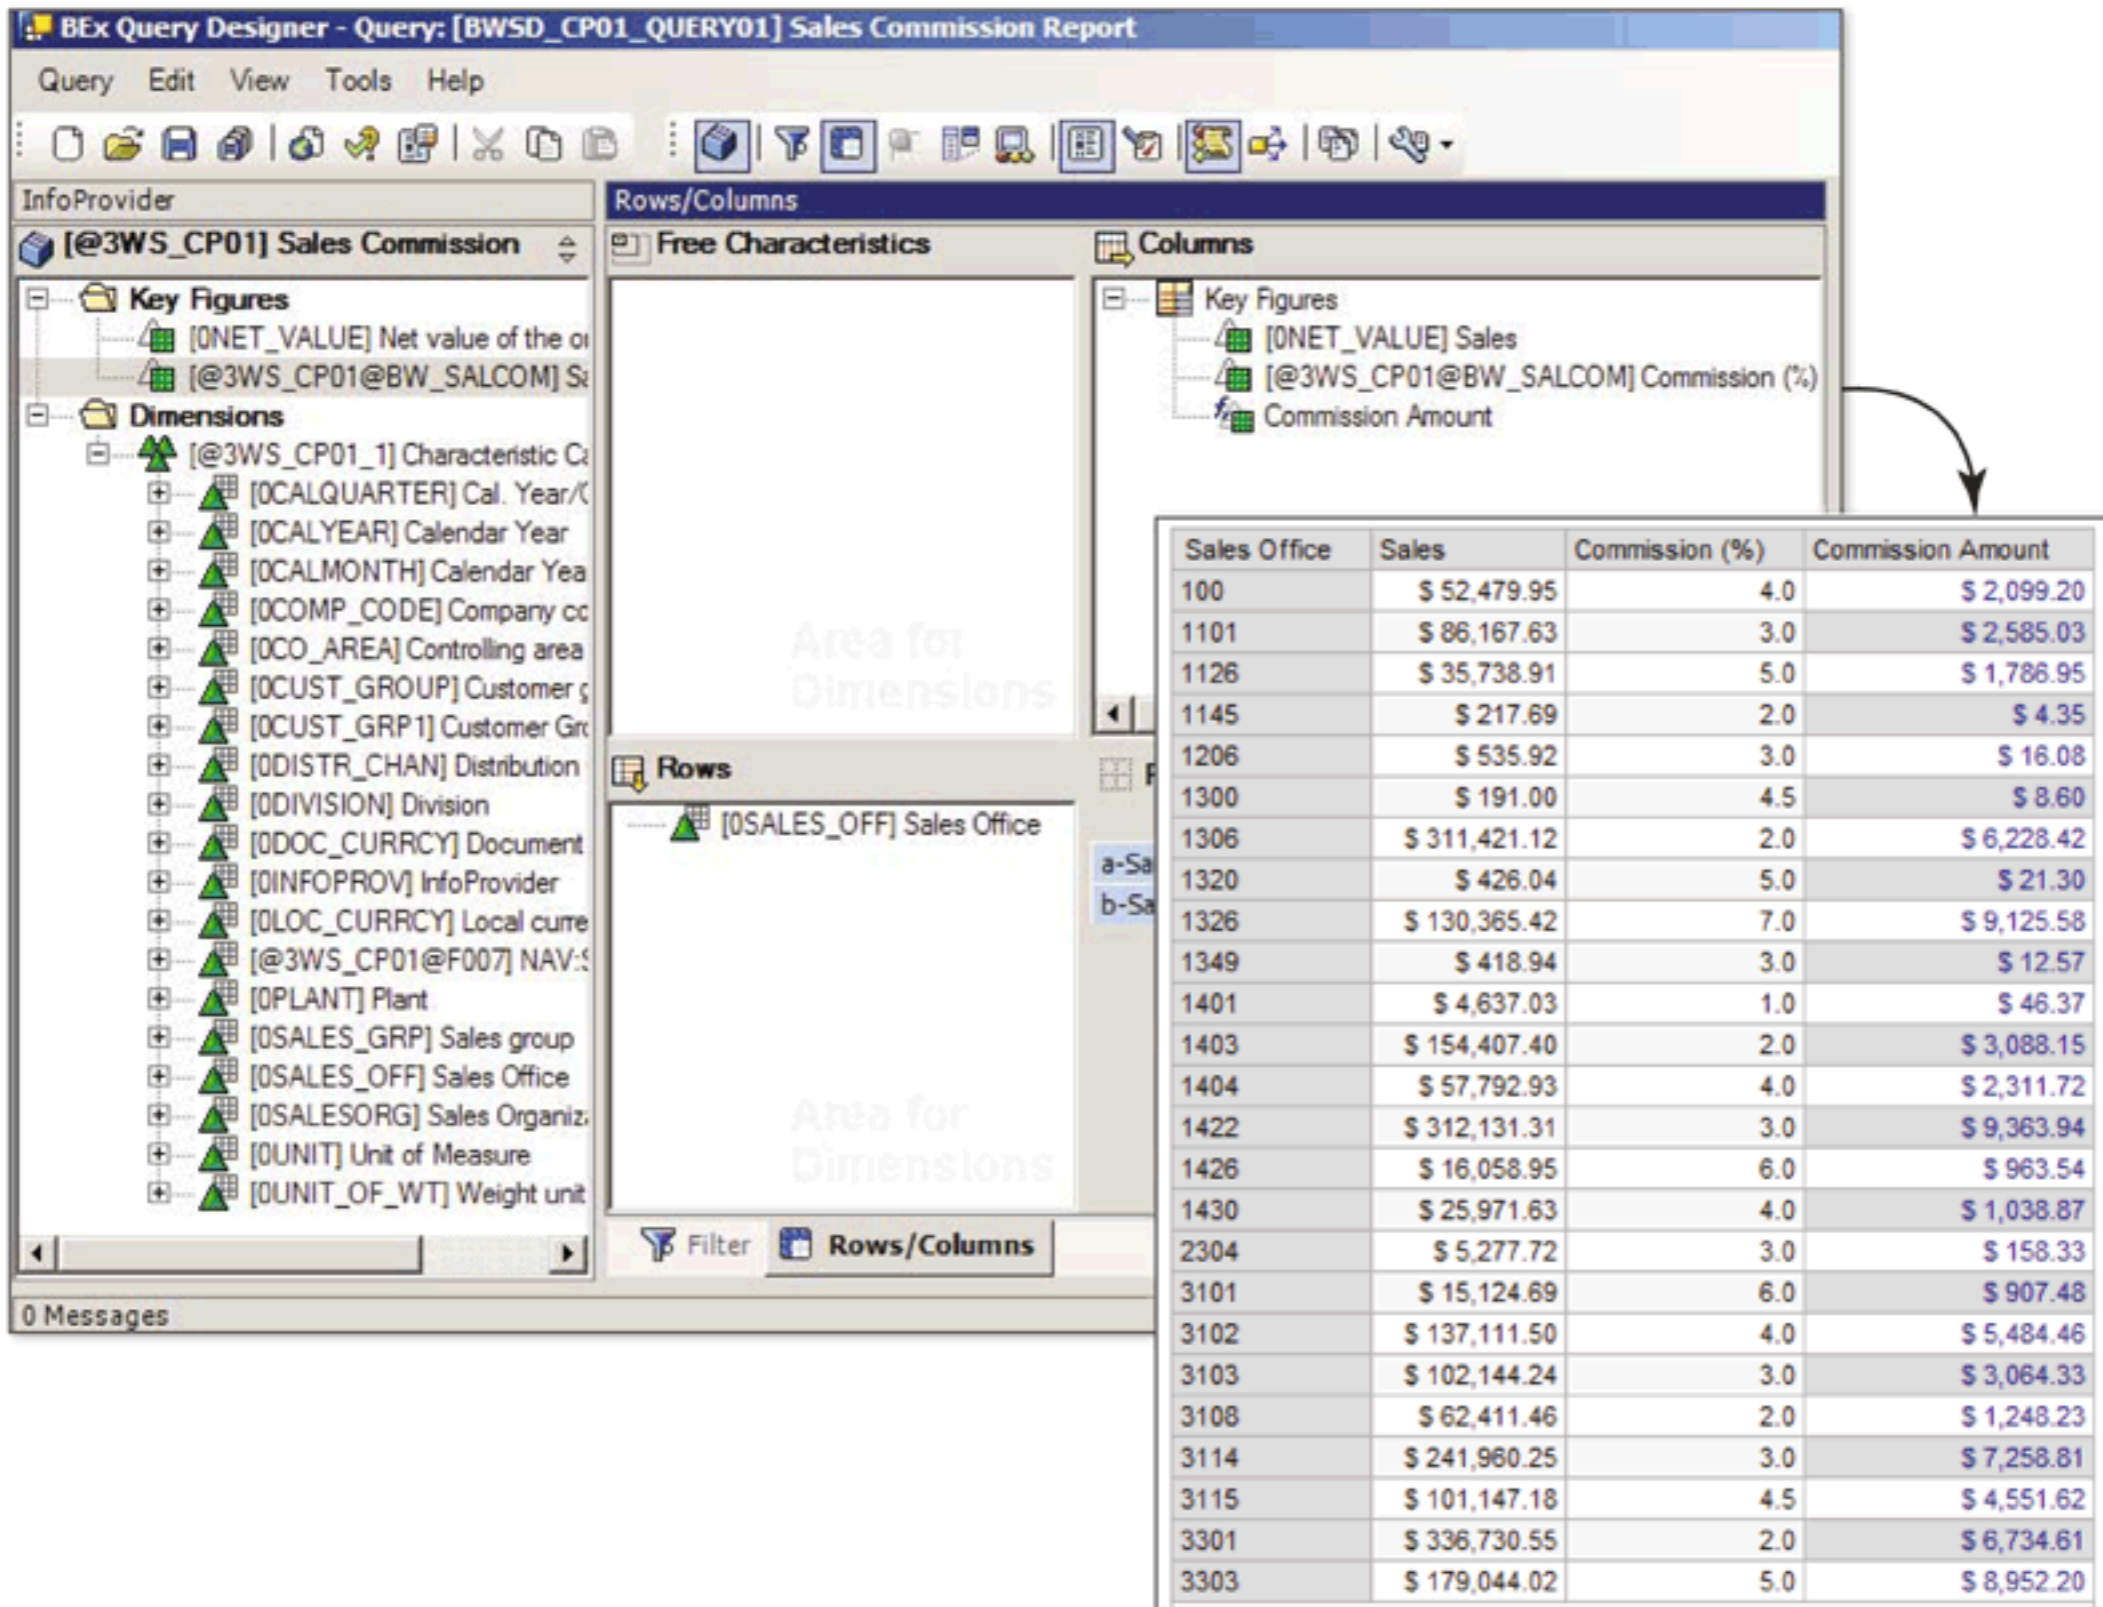 BEx Query Designer - Query: [BWSD_CP01_QUERY01] Sales Commission Report
Query Edit View Tools Help
InfoProvider
[@3WS_CP01] Sales Commission
Key Figures
[0NET_VALUE] Net value of the
[@3WS_CP01@BW_SALCOM]
Dimensions
[@3WS_CP01_1] Characteristic
[0CALQUARTER] Cal. Year/
[0CALYEAR] Calendar Year
[0CALMONTH] Calendar Yea
[0COMP_CODE] Company co
[0CO_AREA] Controlling area
[0CUST_GROUP] Customer
[0CUST_GRP1] Customer Gr
[0DISTR_CHAN] Distribution
[0DIVISION] Division
[0DOC_CURRCY] Document
[0INFOPROV] InfoProvider
[0LOC_CURRCY] Local curre
[@3WS_CP01@F007] NAV:
[0PLANT] Plant
[0SALES_GRP] Sales group
[0SALES_OFF] Sales Office
[0SALESORG] Sales Organiz
[0UNIT] Unit of Measure
[0UNIT_OF_WT] Weight unit
0 Messages
Rows/Columns
Free Characteristics
Area for
Dimensions
Rows
[0SALES_OFF] Sales Office
Area for
Dimensions
Filter Rows/Columns
Columns
Key Figures
[0NET_VALUE] Sales
[@3WS_CP01@BW_SALCOM] Commission (%)
Commission Amount
a-Sa
b-Sa
Sales Office Sales Commission (%) Commission Amount
100 $ 52,479.95 4.0 $ 2,099.20
1101 $ 86,167.63 3.0 $ 2,585.03
1126 $ 35,738.91 5.0 $ 1,786.95
1145 $ 217.69 2.0 $ 4.35
1206 $ 535.92 3.0 $ 16.08
1300 $ 191.00 4.5 $ 8.60
1306 $ 311,421.12 2.0 $ 6,228.42
1320 $ 426.04 5.0 $ 21.30
1326 $ 130,365.42 7.0 $ 9,125.58
1349 $ 418.94 3.0 $ 12.57
1401 $ 4,637.03 1.0 $ 46.37
1403 $ 154,407.40 2.0 $ 3,088.15
1404 $ 57,792.93 4.0 $ 2,311.72
1422 $ 312,131.31 3.0 $ 9,363.94
1426 $ 16,058.95 6.0 $ 963.54
1430 $ 25,971.63 4.0 $ 1,038.87
2304 $ 5,277.72 3.0 $ 158.33
3101 $ 15,124.69 6.0 $ 907.48
3102 $ 137,111.50 4.0 $ 5,484.46
3103 $ 102,144.24 3.0 $ 3,064.33
3108 $ 62,411.46 2.0 $ 1,248.23
3114 $ 241,960.25 3.0 $ 7,258.81
3115 $ 101,147.18 4.5 $ 4,551.62
3301 $ 336,730.55 2.0 $ 6,734.61
3303 $ 179,044.02 5.0 $ 8,952.20